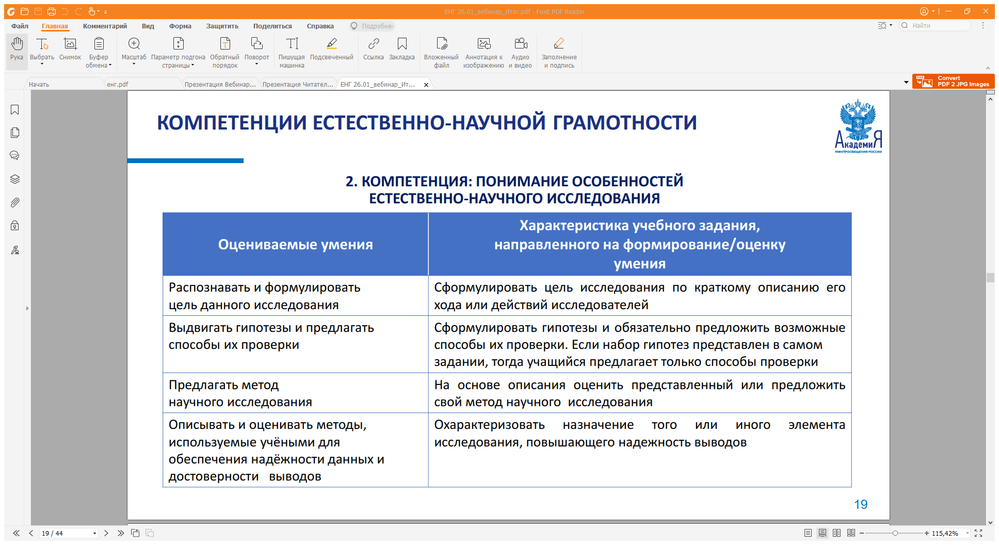 ЕНГ 26.01_вебинар_Итог.pdf - Foxit PDF Reader
Файл Главная Комментарий Вид Форма Защитить Поделиться Справка Подробнее Найти
Рука Выбрать Снимок Буфер обмена Масштаб Параметр подгона страницы Обратный порядок Поворот Пишущая машинка Подсвеченный Ссылка Закладка Вложенный файл Аннотация к изображению Аудио и видео Заполнение и подпись
Начать енг.pdf Презентация Вебинар... Презентация Читател... ЕНГ 26.01_вебинар_Ит...
PDF Convert
PDF 2 JPG Images
КОМПЕТЕНЦИИ ЕСТЕСТВЕННО-НАУЧНОЙ ГРАМОТНОСТИ
АкадемиЯ
МИНПРОСВЕЩЕНИЯ РОССИИ
2. КОМПЕТЕНЦИЯ: ПОНИМАНИЕ ОСОБЕННОСТЕЙ
ЕСТЕСТВЕННО-НАУЧНОГО ИССЛЕДОВАНИЯ
Оцениваемые умения
Характеристика учебного задания,
направленного на формирование/оценку
умения
Распознавать и формулировать
цель данного исследования
Сформулировать цель исследования по краткому описанию его
хода или действий исследователей
Выдвигать гипотезы и предлагать
способы их проверки
Сформулировать гипотезы и обязательно предложить возможные
способы их проверки. Если набор гипотез представлен в самом
задании, тогда учащийся предлагает только способы проверки
Предлагать метод
научного исследования
На основе описания оценить представленный или предложить
свой метод научного исследования
Описывать и оценивать методы,
используемые учёными для
обеспечения надёжности данных и
достоверности выводов
Охарактеризовать назначение того или иного элемента
исследования, повышающего надежность выводов
19
19 / 44 115,42%